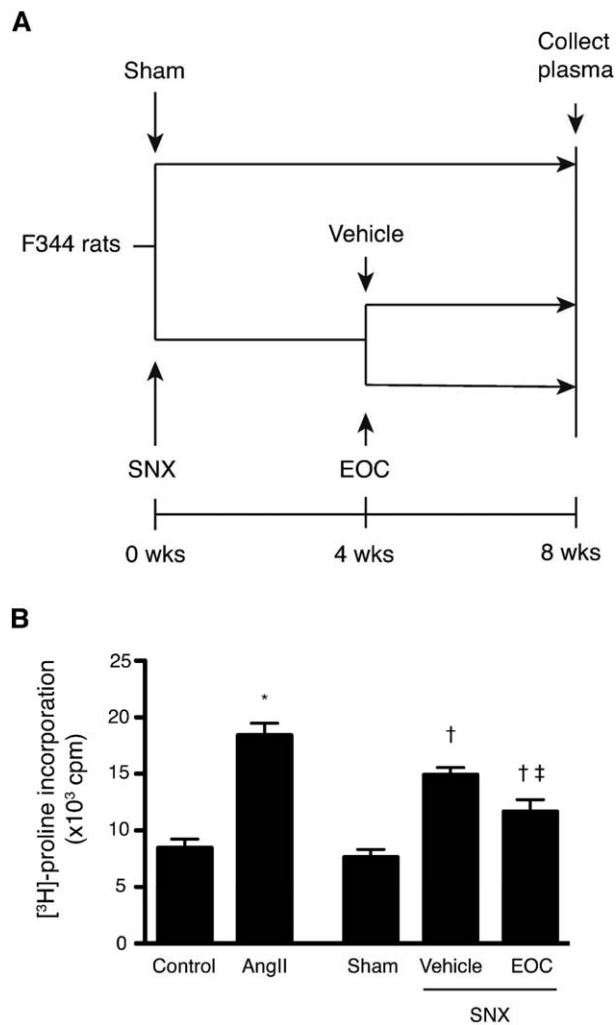 A
Sham
Collect
plasma
F344 rats
Vehicle
SNX
EOC
0 wks
4 wks
8 wks
B
[³H]-proline incorporation
(x10³ cpm)
25
20
15
10
5
0
*
†
† ‡
Control
AngII
Sham
Vehicle
EOC
SNX